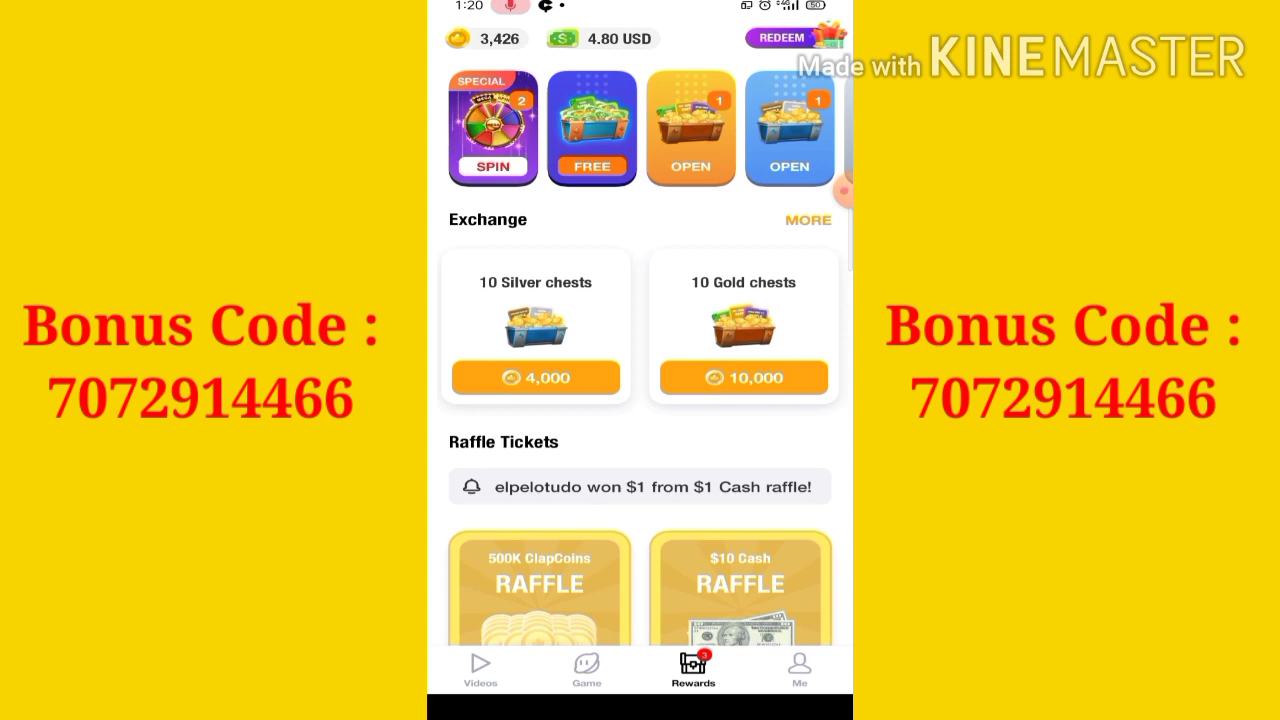 1:20
50
3,426
4.80 USD
REDEEM
Made with KINEMASTER
SPECIAL
2
1
1
SPIN
FREE
OPEN
OPEN
Exchange
MORE
10 Silver chests
10 Gold chests
4,000
10,000
Bonus Code :
7072914466
Bonus Code :
7072914466
Raffle Tickets
elpelotudo won $1 from $1 Cash raffle!
500K ClapCoins
RAFFLE
$10 Cash
RAFFLE
3
Videos
Game
Rewards
Me